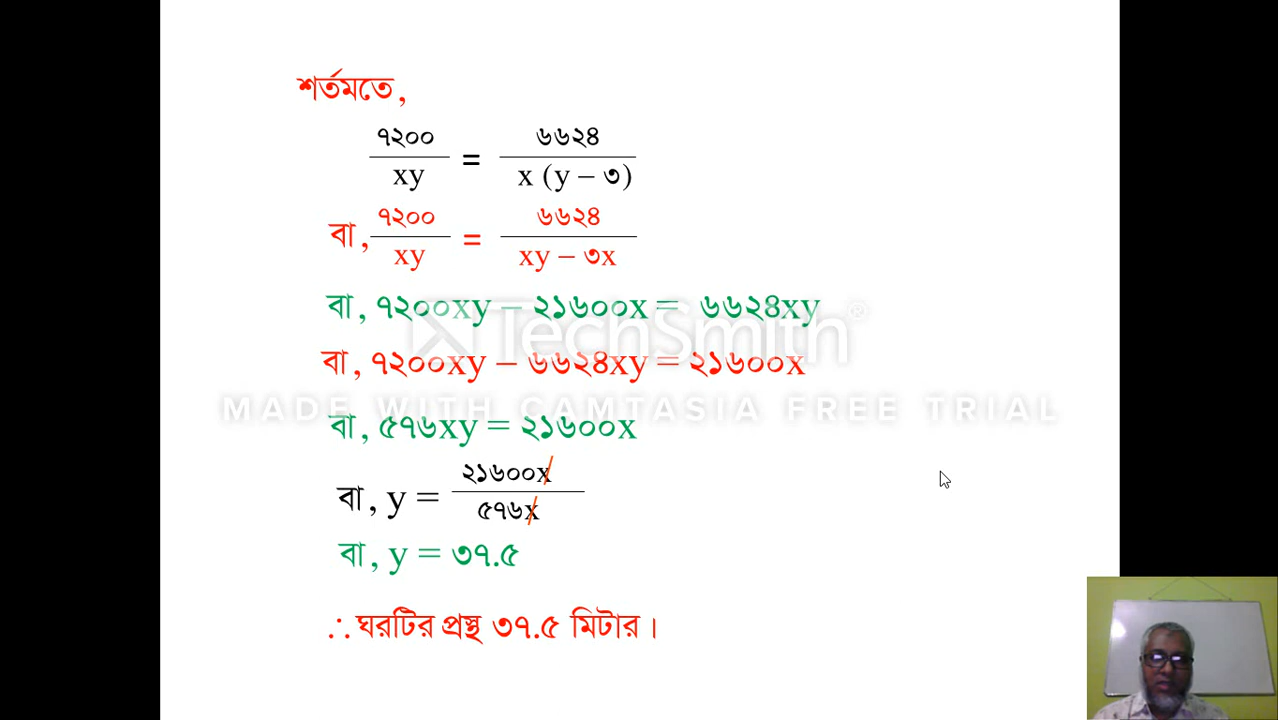 শর্তমতে,
৭২০০ / xy = ৬৬২৪ / x (y – ৩)
বা, ৭২০০ / xy = ৬৬২৪ / xy – ৩x
বা, ৭২০০xy – ২১৬০০x = ৬৬২৪xy
TechSmith®
বা, ৭২০০xy – ৬৬২৪xy = ২১৬০০x
MADE WITH CAMTASIA FREE TRIAL
বা, ৫৭৬xy = ২১৬০০x
বা, y = ২১৬০০x / ৫৭৬x
বা, y = ৩৭.৫
∴ ঘরটির প্রস্থ ৩৭.৫ মিটার।